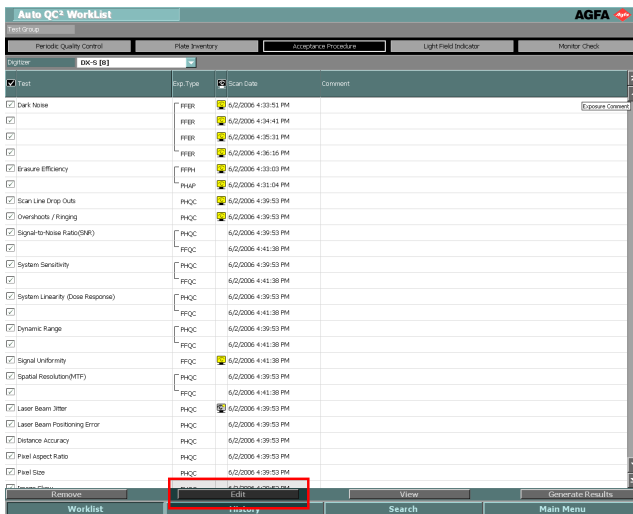 Auto QC² WorkList
AGFA
Test Group
Periodic Quality Control Plate Inventory Acceptance Procedure Light Field Indicator Monitor Check
Digitizer DX-S [B]
Test Exp.Type Scan Date Comment
Dark Noise FFER 6/2/2006 4:33:51 PM Exposure Comment
FFER 6/2/2006 4:34:41 PM
FFER 6/2/2006 4:35:31 PM
FFER 6/2/2006 4:36:16 PM
Erasure Efficiency FFPH 6/2/2006 4:33:03 PM
PHAP 6/2/2006 4:31:04 PM
Scan Line Drop Outs PHQC 6/2/2006 4:39:53 PM
Overshoots / Ringing PHQC 6/2/2006 4:39:53 PM
Signal-to-Noise Ratio(SNR) PHQC 6/2/2006 4:39:53 PM
FFQC 6/2/2006 4:41:38 PM
System Sensitivity PHQC 6/2/2006 4:39:53 PM
FFQC 6/2/2006 4:41:38 PM
System Linearity (Dose Response) PHQC 6/2/2006 4:39:53 PM
FFQC 6/2/2006 4:41:38 PM
Dynamic Range PHQC 6/2/2006 4:39:53 PM
FFQC 6/2/2006 4:41:38 PM
Signal Uniformity FFQC 6/2/2006 4:41:38 PM
Spatial Resolution(MTF) PHQC 6/2/2006 4:39:53 PM
FFQC 6/2/2006 4:41:38 PM
Laser Beam Jitter PHQC 6/2/2006 4:39:53 PM
Laser Beam Positioning Error PHQC 6/2/2006 4:39:53 PM
Distance Accuracy PHQC 6/2/2006 4:39:53 PM
Pixel Aspect Ratio PHQC 6/2/2006 4:39:53 PM
Pixel Size PHQC 6/2/2006 4:39:53 PM
Remove Edit View Generate Results
Worklist History Search Main Menu